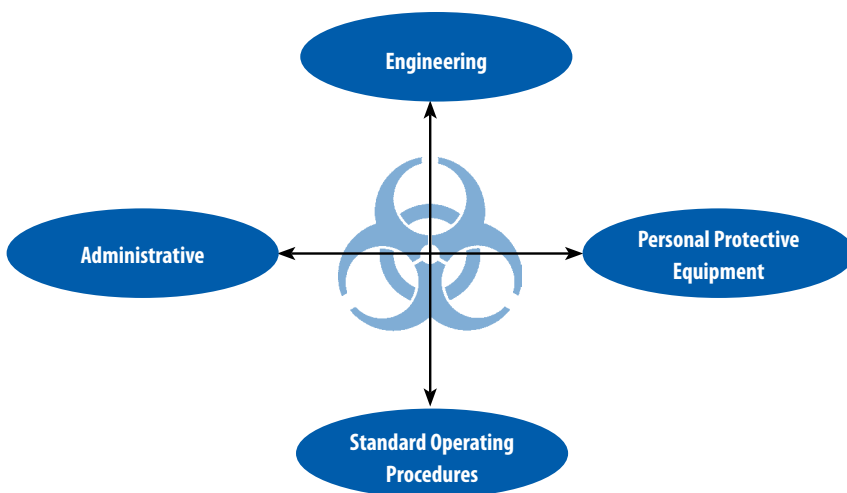 Engineering
Administrative
Personal Protective
Equipment
Standard Operating
Procedures